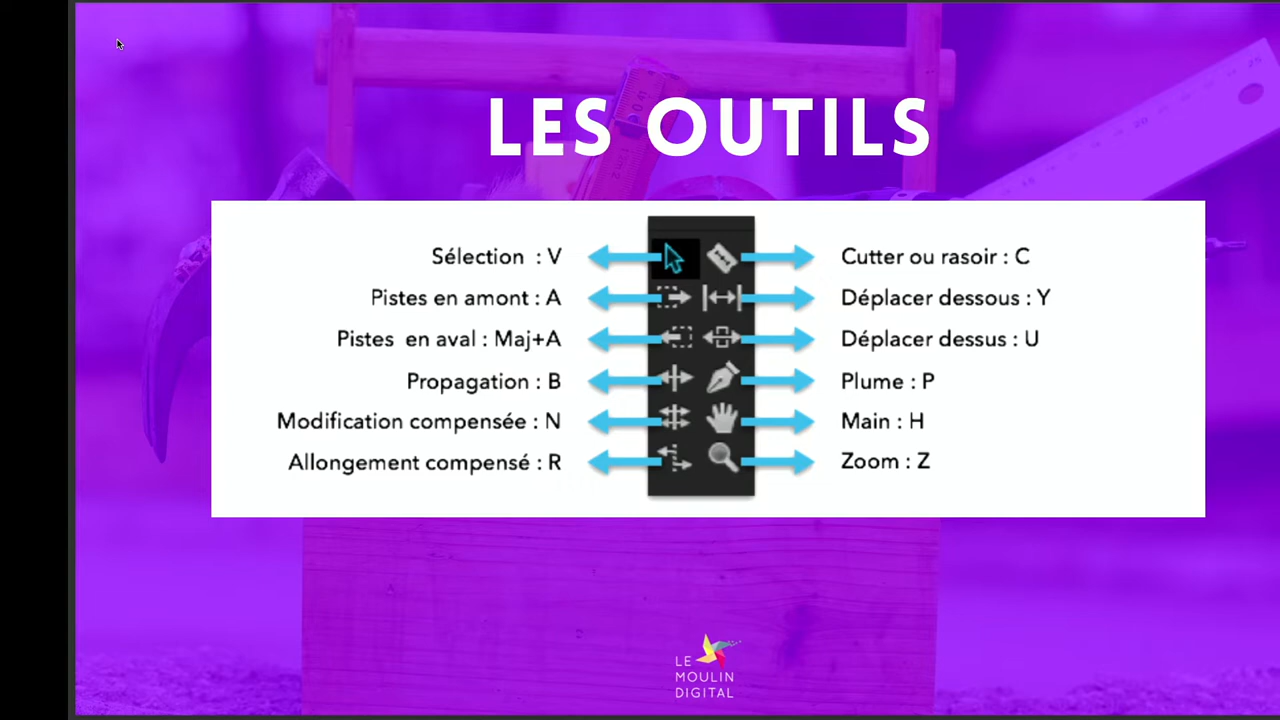 LES OUTILS
Sélection : V
Pistes en amont : A
Pistes en aval : Maj+A
Propagation : B
Modification compensée : N
Allongement compensé : R
Cutter ou rasoir : C
Déplacer dessous : Y
Déplacer dessus : U
Plume : P
Main : H
Zoom : Z
LE
MOULIN
DIGITAL